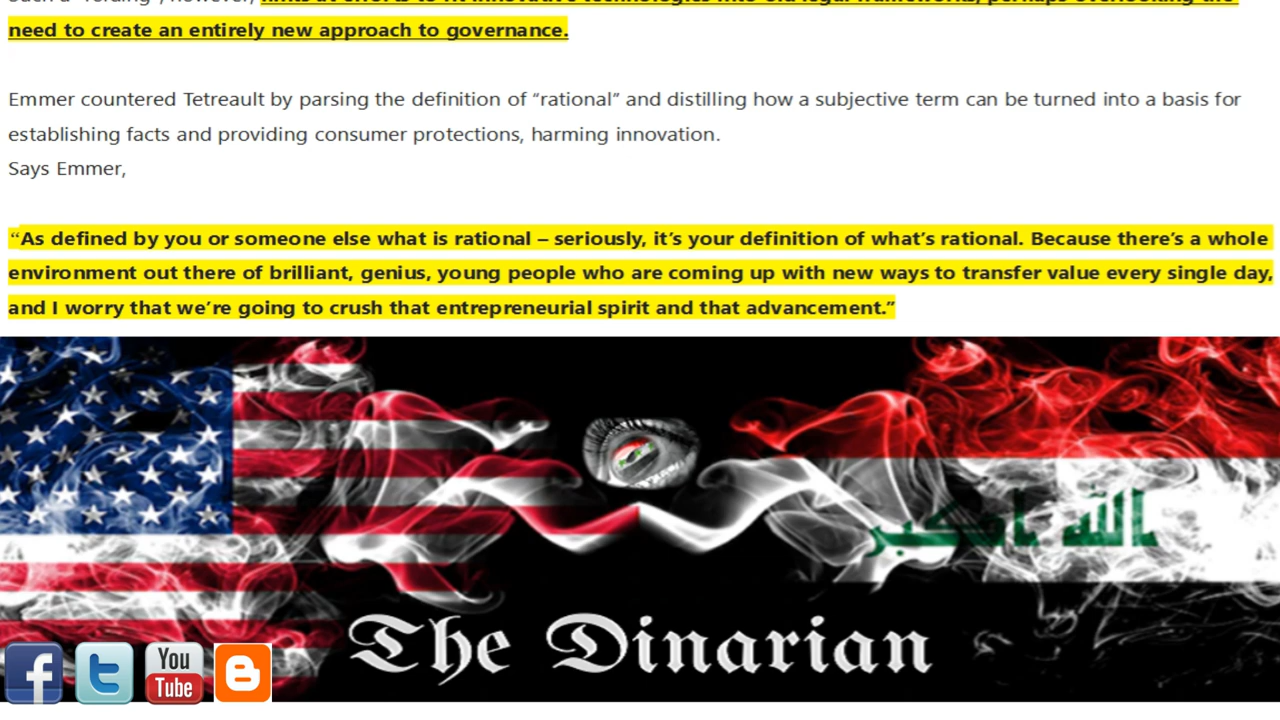 need to create an entirely new approach to governance.
Emmer countered Tetreault by parsing the definition of “rational” and distilling how a subjective term can be turned into a basis for
establishing facts and providing consumer protections, harming innovation.
Says Emmer,
“As defined by you or someone else what is rational – seriously, it’s your definition of what’s rational. Because there’s a whole
environment out there of brilliant, genius, young people who are coming up with new ways to transfer value every single day,
and I worry that we’re going to crush that entrepreneurial spirit and that advancement.”
الله اكبر
The Dinarian
You
Tube